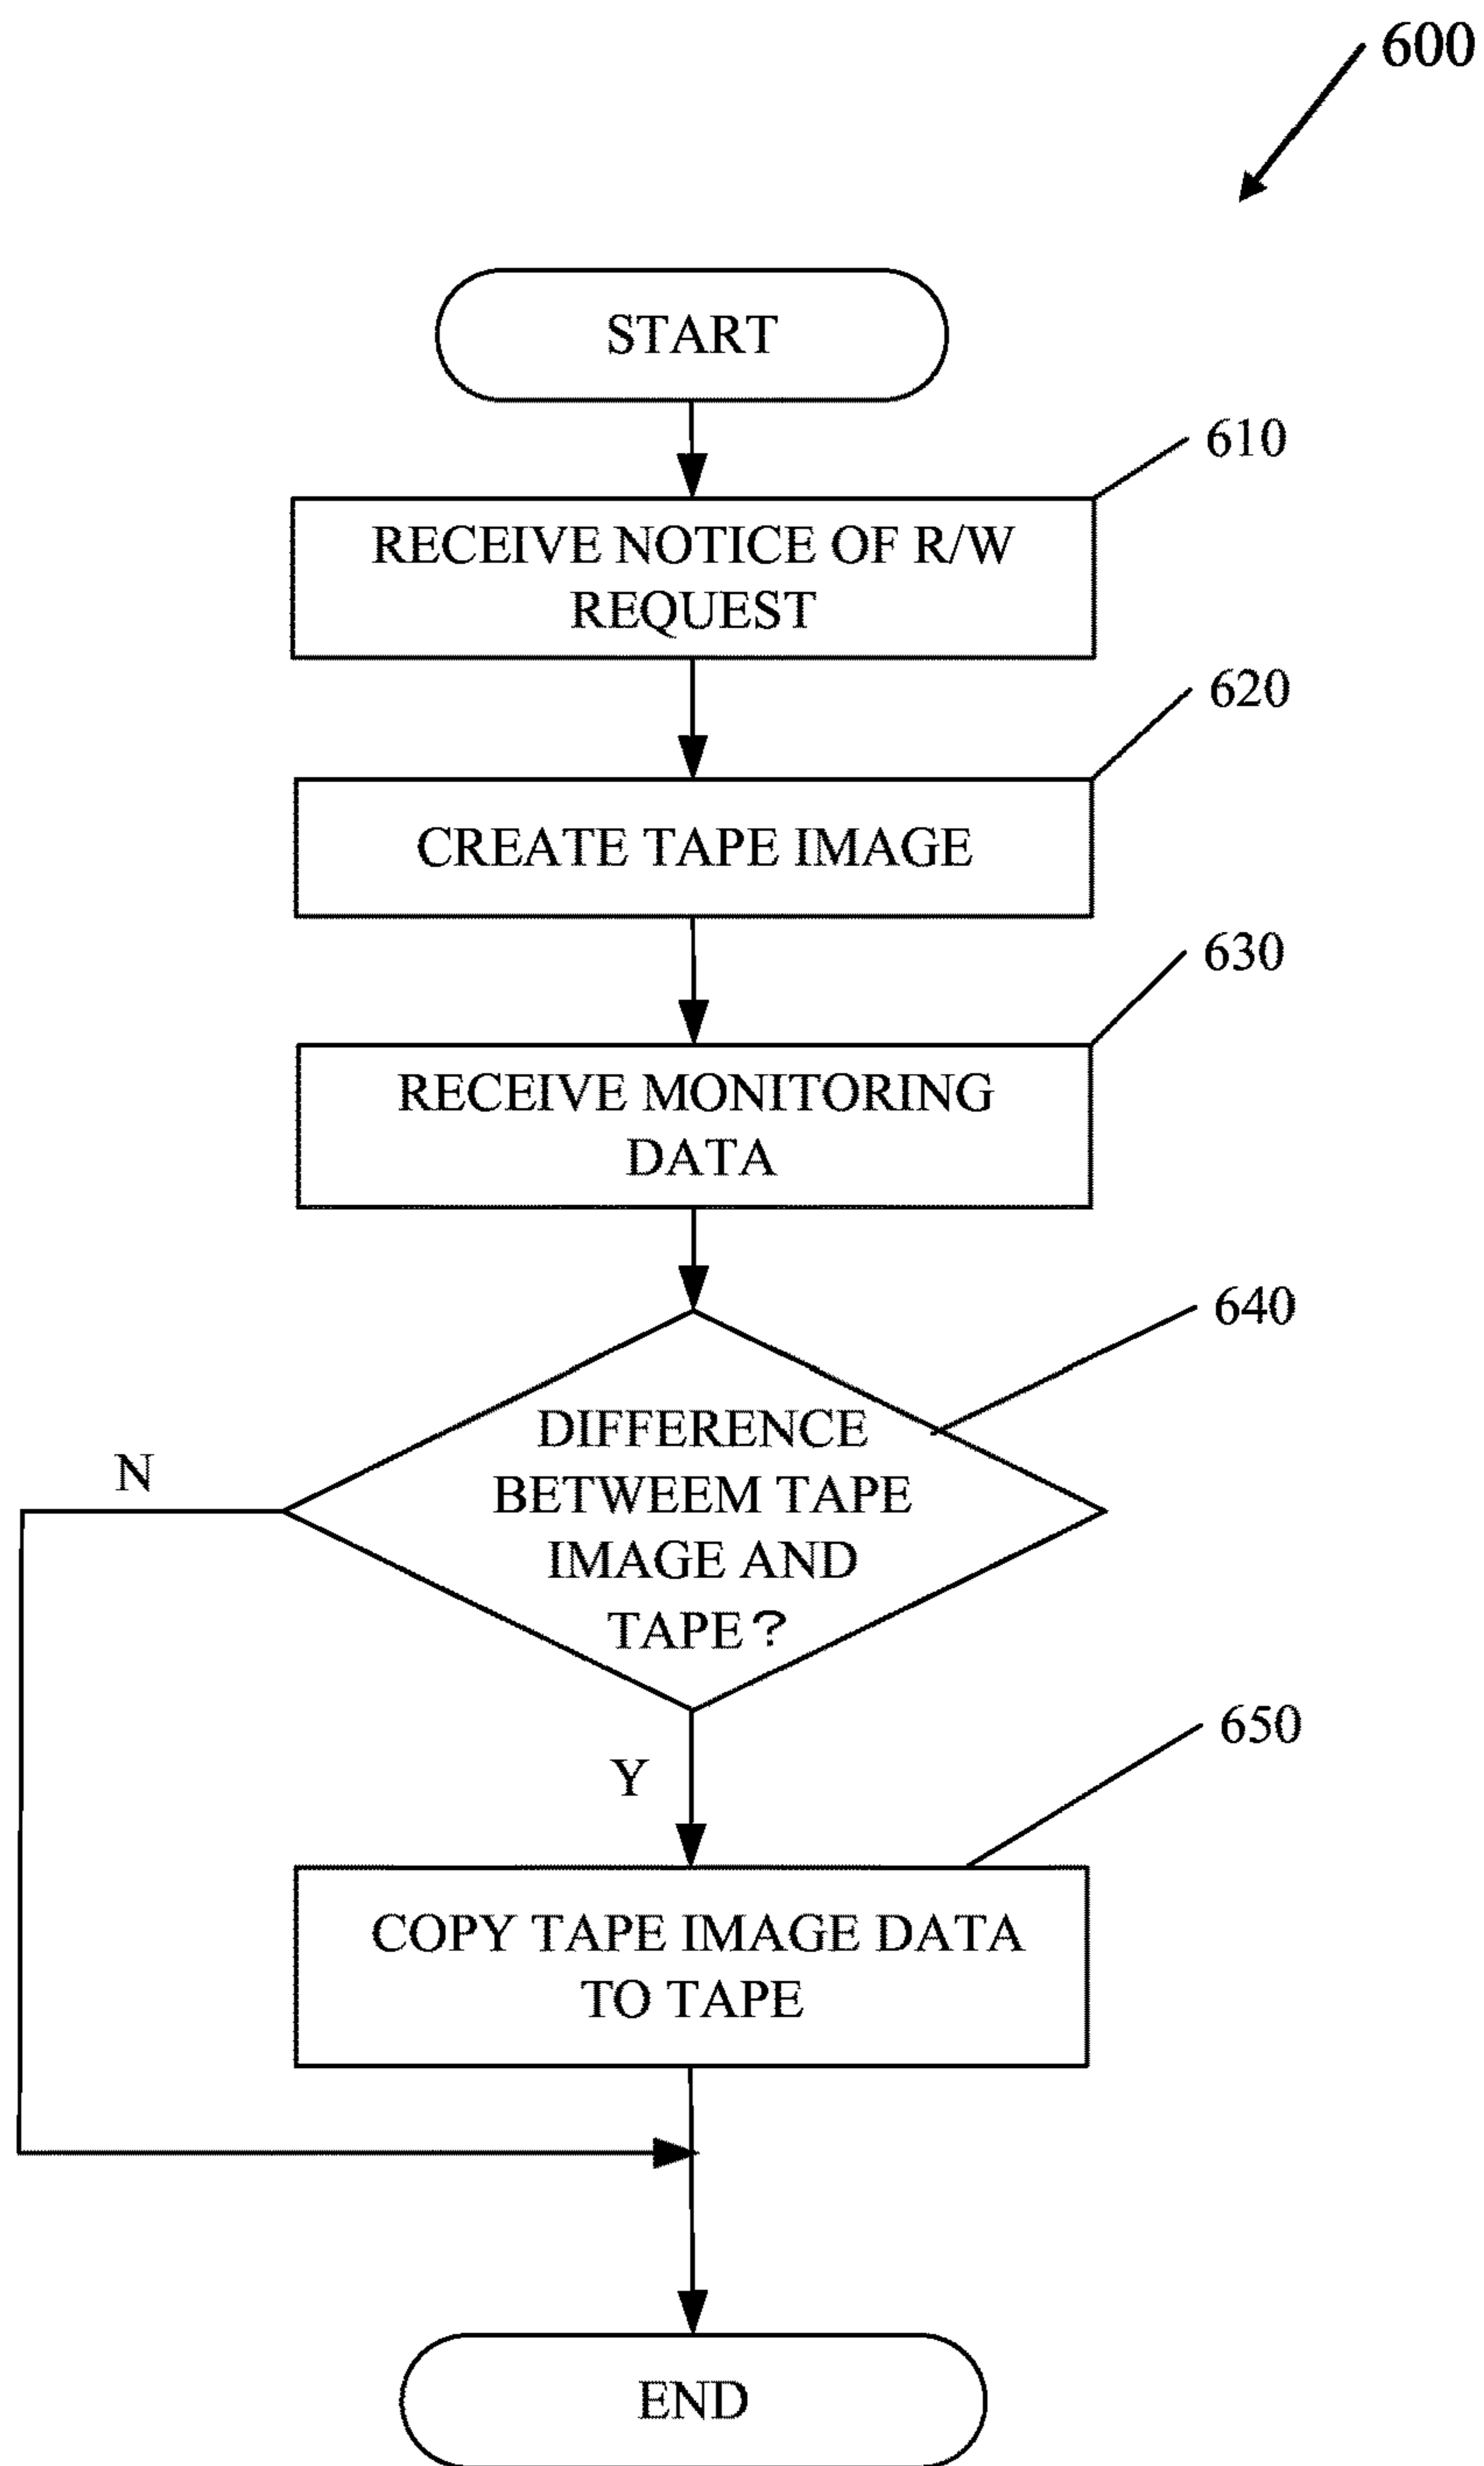 600
START
610
RECEIVE NOTICE OF R/W
REQUEST
620
CREATE TAPE IMAGE
630
RECEIVE MONITORING
DATA
640
DIFFERENCE
BETWEEM TAPE
IMAGE AND
TAPE?
N
Y
650
COPY TAPE IMAGE DATA
TO TAPE
END